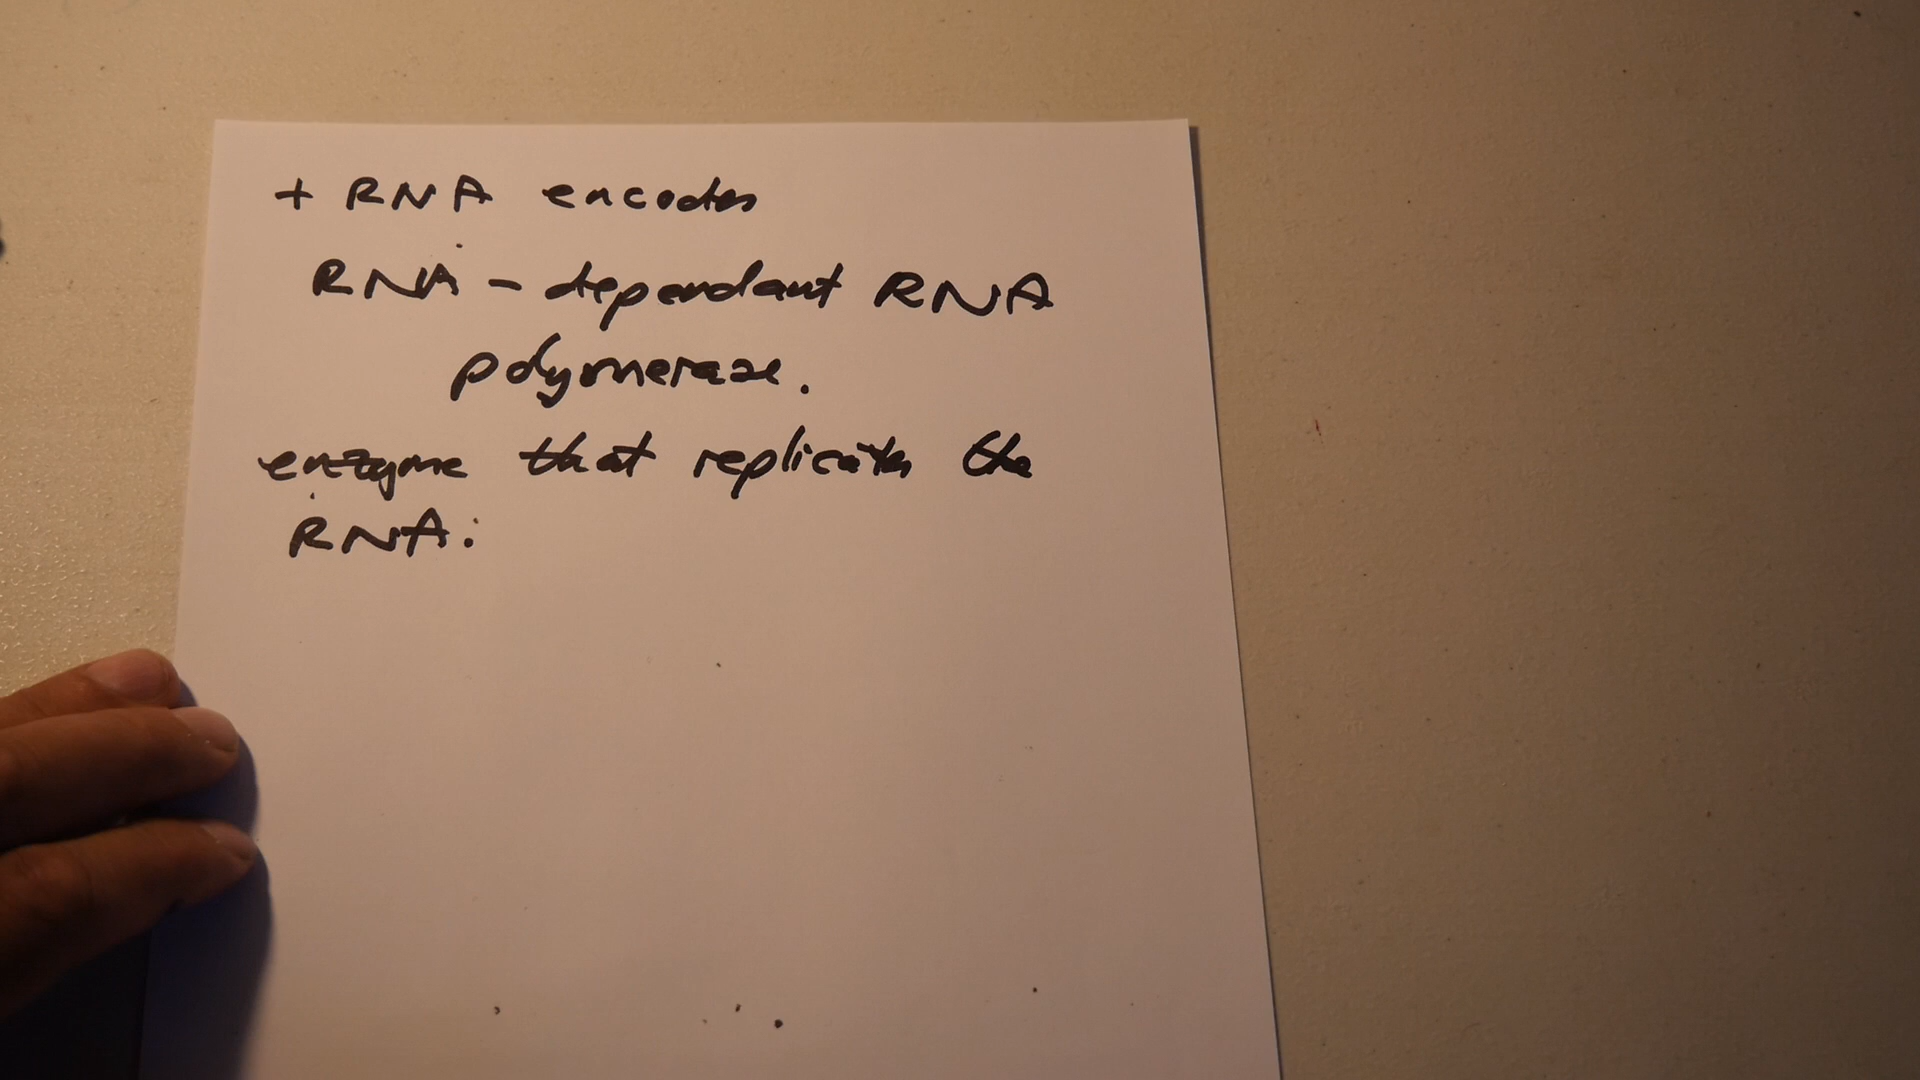 + RNA encodes
RNA - dependant RNA
polymerase.
enzyme that replicates the
RNA.